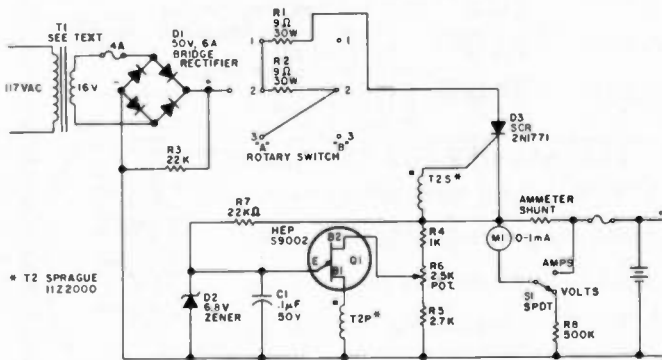 T1
SEE TEXT
4A
117VAC
16V
D1
50V, 6A
BRIDGE
RECTIFIER
R3
22K
R1
9Ω
30W
R2
9Ω
30W
1
1
2
2
3
3
"A"
"B"
ROTARY SWITCH
D3
SCR
2N1771
T2S*
R7
22KΩ
HEP
S9002
B2
E
B1
Q1
R4
1K
R6
2.5K
POT.
R5
2.7K
AMMETER
SHUNT
M1
0-1mA
AMPS
VOLTS
S1
SPDT
R8
500K
* T2 SPRAGUE
11Z2000
D2
6.8V
ZENER
C1
.1µF
50V
T2P*